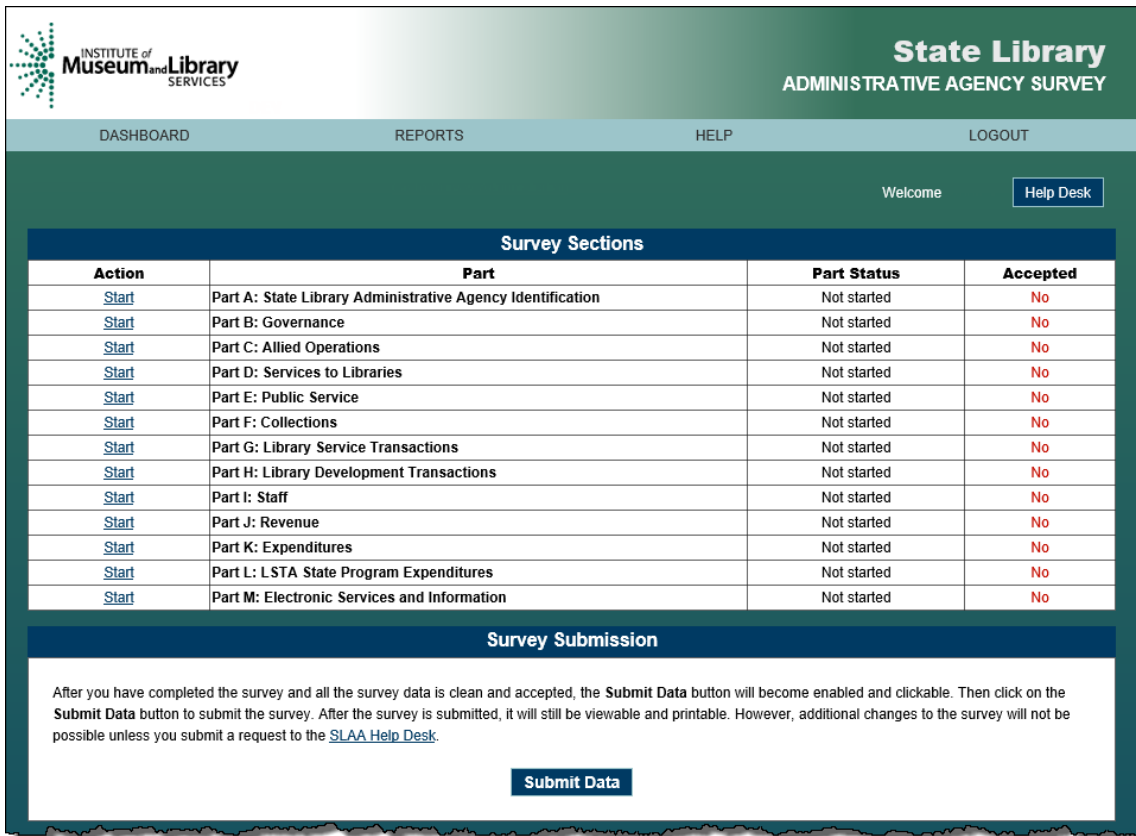 INSTITUTE of
Museum and Library
SERVICES
State Library
ADMINISTRATIVE AGENCY SURVEY
DASHBOARD REPORTS HELP LOGOUT
Welcome Help Desk
Survey Sections
Action Part Part Status Accepted
Start Part A: State Library Administrative Agency Identification Not started No
Start Part B: Governance Not started No
Start Part C: Allied Operations Not started No
Start Part D: Services to Libraries Not started No
Start Part E: Public Service Not started No
Start Part F: Collections Not started No
Start Part G: Library Service Transactions Not started No
Start Part H: Library Development Transactions Not started No
Start Part I: Staff Not started No
Start Part J: Revenue Not started No
Start Part K: Expenditures Not started No
Start Part L: LSTA State Program Expenditures Not started No
Start Part M: Electronic Services and Information Not started No
Survey Submission
After you have completed the survey and all the survey data is clean and accepted, the Submit Data button will become enabled and clickable. Then click on the
Submit Data button to submit the survey. After the survey is submitted, it will still be viewable and printable. However, additional changes to the survey will not be
possible unless you submit a request to the SLAA Help Desk.
Submit Data